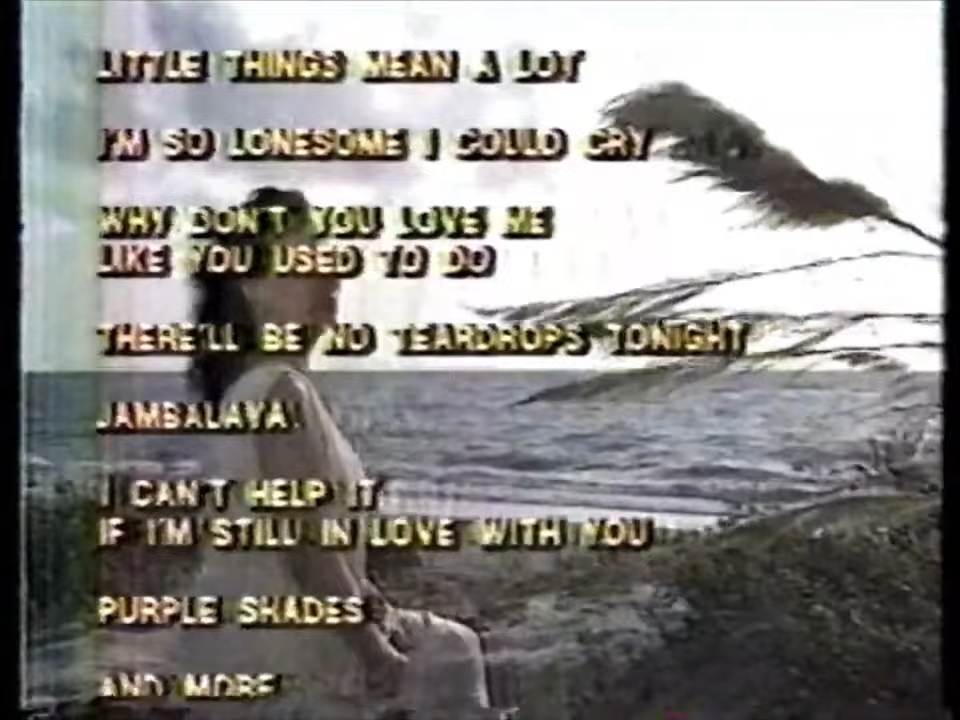 LITTLE THINGS MEAN A LOT
I'M SO LONESOME I COULD CRY
WHY DON'T YOU LOVE ME
LIKE YOU USED TO DO
THERE'LL BE NO TEARDROPS TONIGHT
JAMBALAYA
I CAN'T HELP IT
IF I'M STILL IN LOVE WITH YOU
PURPLE SHADES
AND MORE